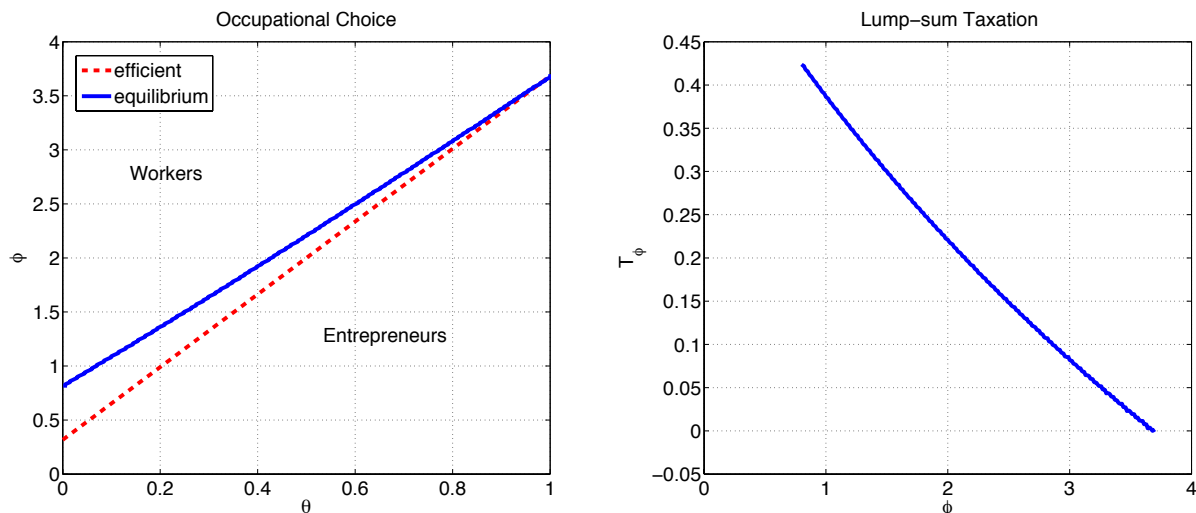 Occupational Choice
4
3.5
3
2.5
2
1.5
1
0.5
0
efficient
equilibrium
Workers
Entrepreneurs
ϕ
0 0.2 0.4 0.6 0.8 1
θ
Lump−sum Taxation
0.45
0.4
0.35
0.3
0.25
0.2
0.15
0.1
0.05
0
−0.05
T_ϕ
0 1 2 3 4
ϕ